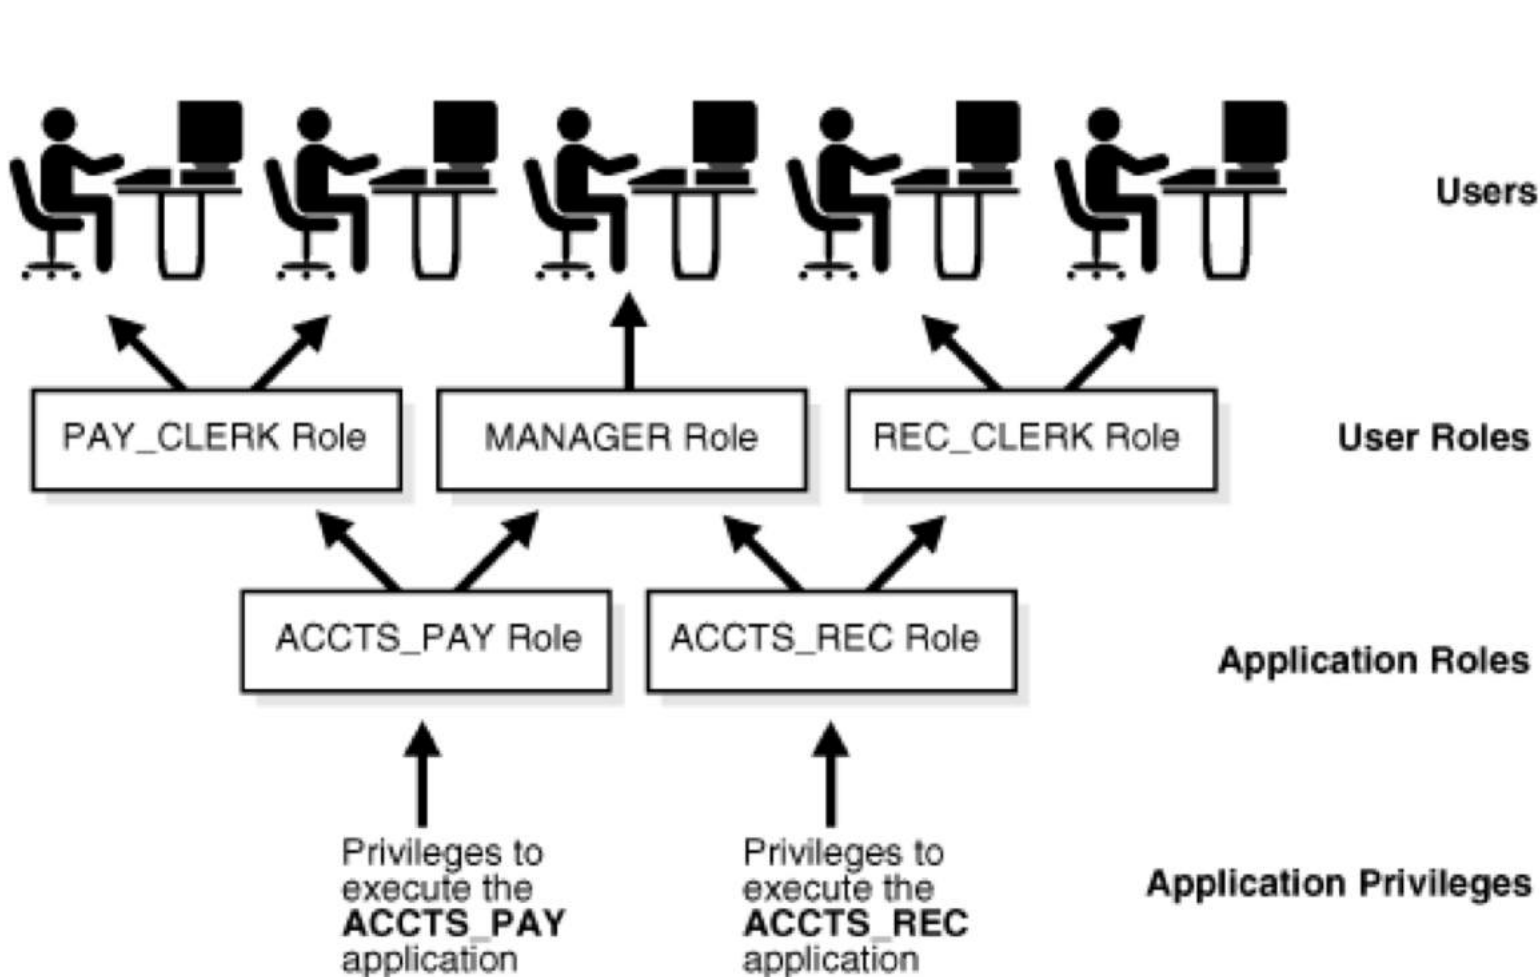 Users
PAY_CLERK Role
MANAGER Role
REC_CLERK Role
User Roles
ACCTS_PAY Role
ACCTS_REC Role
Application Roles
Privileges to
execute the
ACCTS_PAY
application
Privileges to
execute the
ACCTS_REC
application
Application Privileges